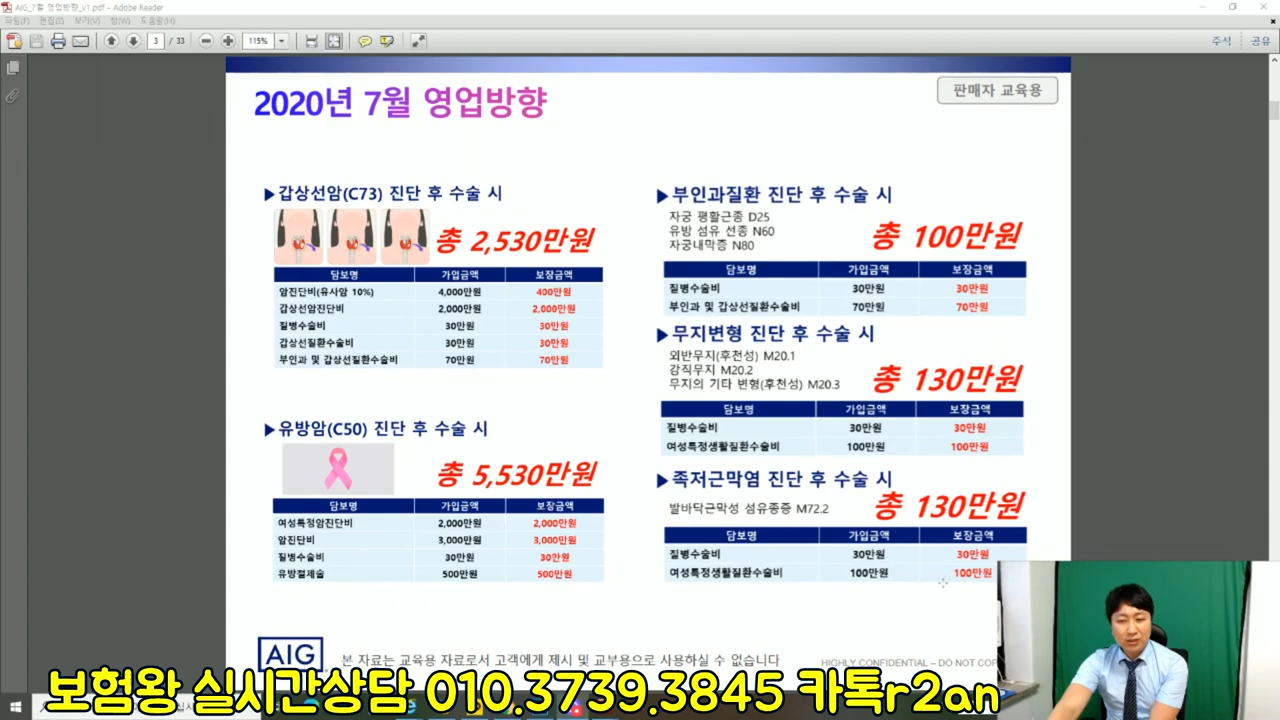 AIG_7월 영업방향_v1.pdf - Adobe Reader
파일(F) 편집(E) 보기(V) 창(W) 도움말(H)
3 / 33 115% 주석 공유
2020년 7월 영업방향
판매자 교육용
▶갑상선암(C73) 진단 후 수술 시
총 2,530만원
담보명 가입금액 보장금액
암진단비(유사암 10%) 4,000만원 400만원
갑상선암진단비 2,000만원 2,000만원
질병수술비 30만원 30만원
갑상선질환수술비 30만원 30만원
부인과 및 갑상선질환수술비 70만원 70만원
▶유방암(C50) 진단 후 수술 시
총 5,530만원
담보명 가입금액 보장금액
여성특정암진단비 2,000만원 2,000만원
암진단비 3,000만원 3,000만원
질병수술비 30만원 30만원
유방절제술 500만원 500만원
▶부인과질환 진단 후 수술 시
자궁 평활근종 D25
유방 섬유 선종 N60
자궁내막증 N80
총 100만원
담보명 가입금액 보장금액
질병수술비 30만원 30만원
부인과 및 갑상선질환수술비 70만원 70만원
▶무지변형 진단 후 수술 시
외반무지(후천성) M20.1
강직무지 M20.2
무지의 기타 변형(후천성) M20.3
총 130만원
담보명 가입금액 보장금액
질병수술비 30만원 30만원
여성특정생활질환수술비 100만원 100만원
▶족저근막염 진단 후 수술 시
발바닥근막성 섬유종증 M72.2
총 130만원
담보명 가입금액 보장금액
질병수술비 30만원 30만원
여성특정생활질환수술비 100만원 100만원
AIG
본 자료는 교육용 자료로서 고객에게 제시 및 교부용으로 사용하실 수 없습니다
HIGHLY CONFIDENTIAL – DO NOT COP
보험왕 실시간상담 010.3739.3845 카톡r2an